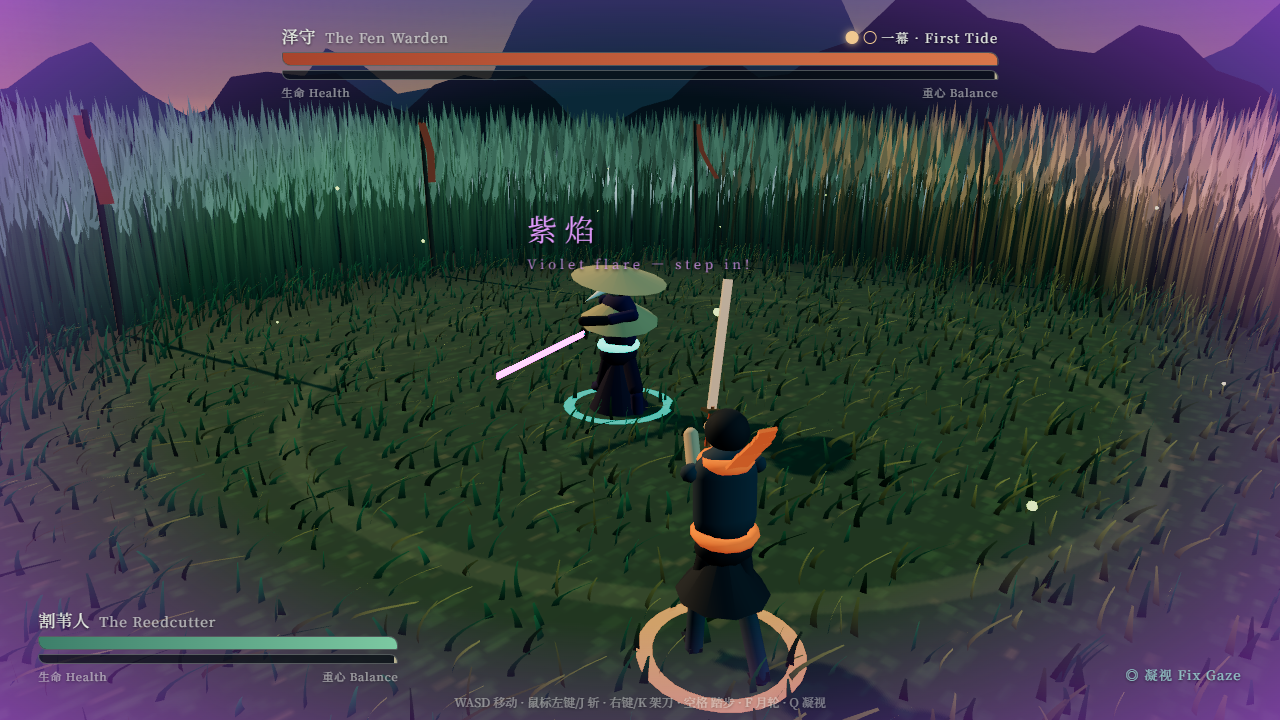 泽守 The Fen Warden
一幕 · First Tide
生命 Health
重心 Balance
紫焰
Violet flare — step in!
割苇人 The Reedcutter
生命 Health
重心 Balance
◎ 凝视 Fix Gaze
WASD 移动 · 鼠标左键/J 斩 · 右键/K 架刀 · 空格 踏步 · F 月轮 · Q 凝视